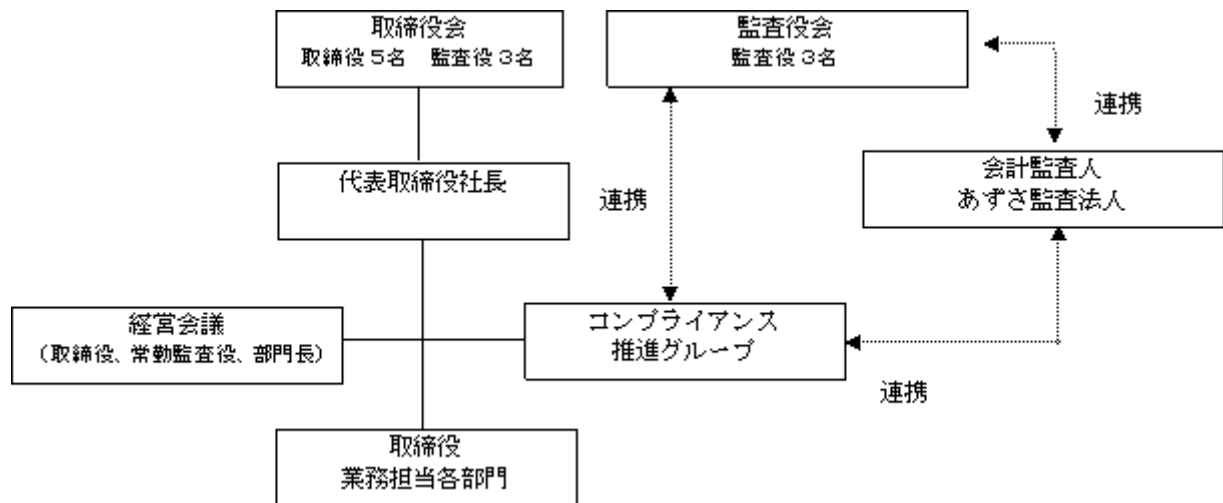 取締役会
取締役５名　監査役３名
監査役会
監査役３名
連携
会計監査人
あずさ監査法人
代表取締役社長
連携
経営会議
（取締役、常勤監査役、部門長）
コンプライアンス
推進グループ
連携
取締役
業務担当各部門